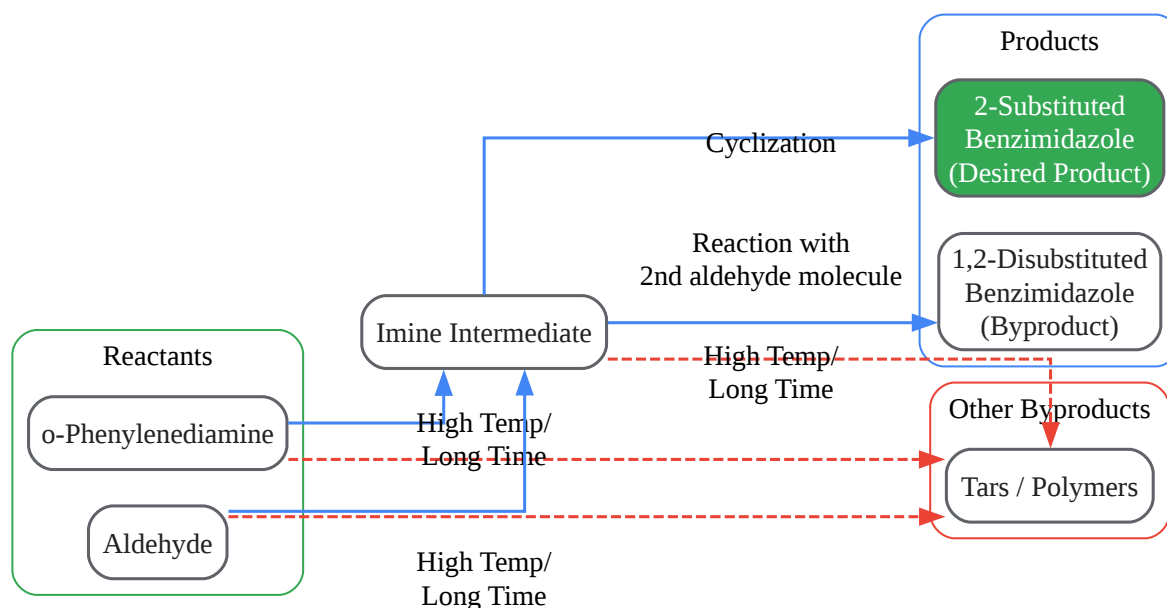 Products
2-Substituted
Benzimidazole
(Desired Product)
Cyclization
Reaction with
2nd aldehyde molecule
1,2-Disubstituted
Benzimidazole
(Byproduct)
Imine Intermediate
Reactants
High Temp/
Long Time
Other Byproducts
o-Phenylenediamine
High Temp/
Long Time
Tars / Polymers
Aldehyde
High Temp/
Long Time